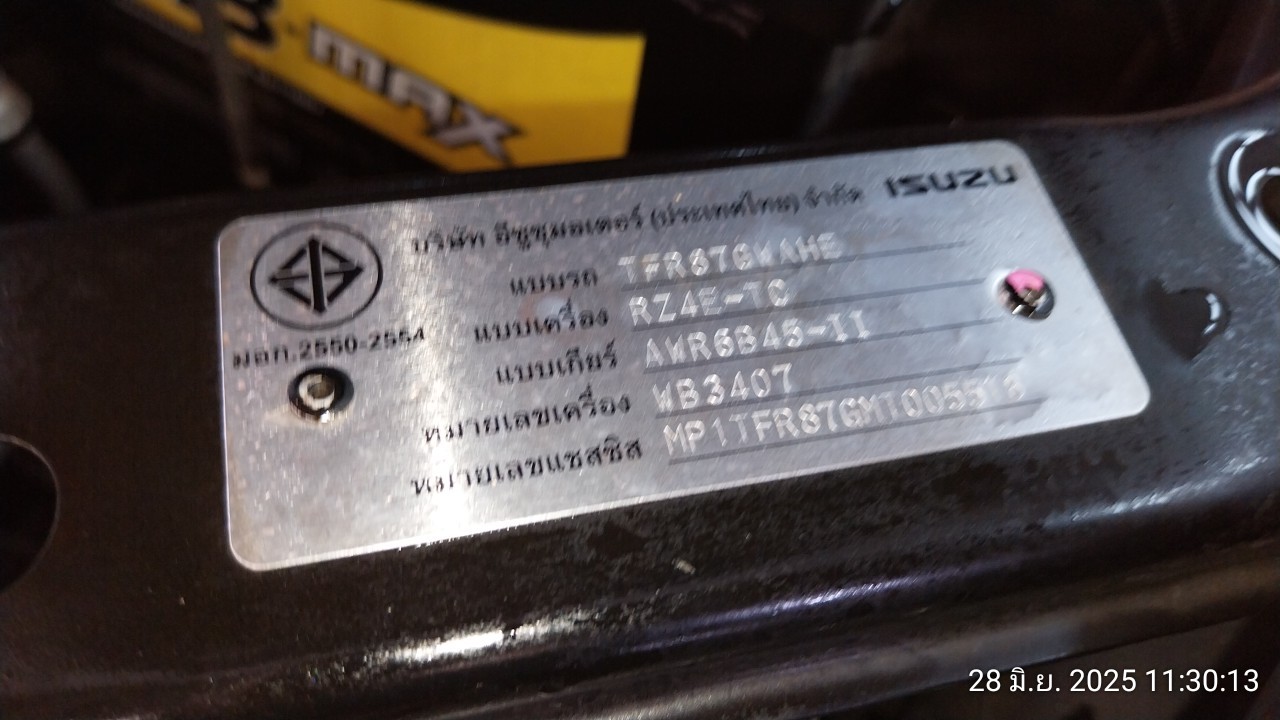 B-MAX
ISUZU
บริษัท อีซูซุมอเตอร์ (ประเทศไทย) จำกัด
แบบรถ TFR87GWAHE
แบบเครื่อง RZ4E-TC
แบบเกียร์ AWR6B45-II
หมายเลขเครื่อง WB3407
หมายเลขแชสซิส
มอก.2550-2554
28 มิ.ย. 2025 11:30:13